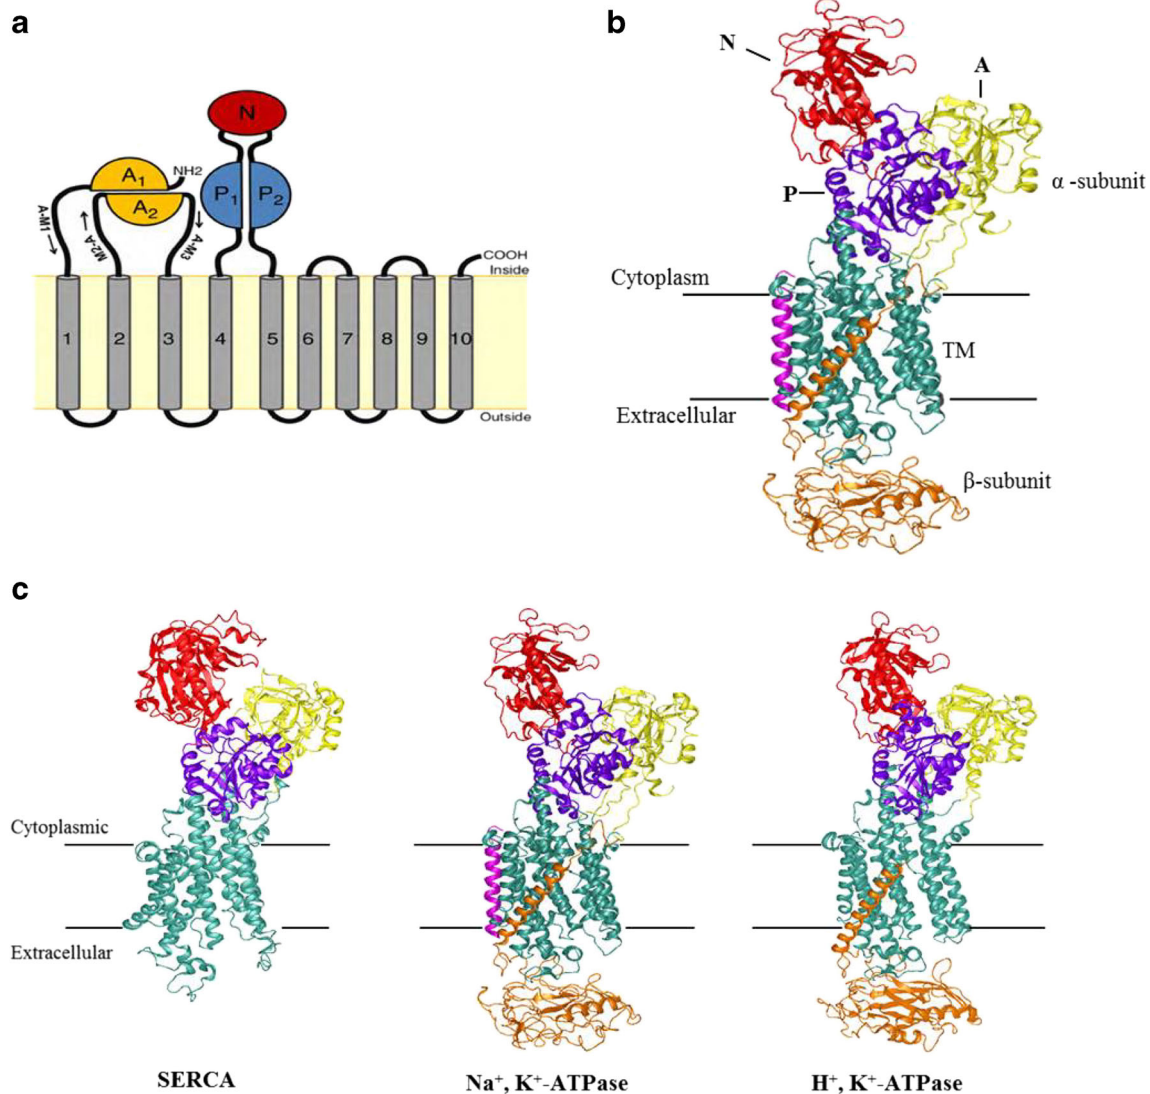 a
N
A1
NH2
A2
P1
P2
A-M1
M2-A
A-M3
COOH
Inside
1 2 3 4 5 6 7 8 9 10
Outside
b
N
A
α -subunit
P
Cytoplasm
TM
Extracellular
β-subunit
c
Cytoplasmic
Extracellular
SERCA
Na+, K+-ATPase
H+, K+-ATPase